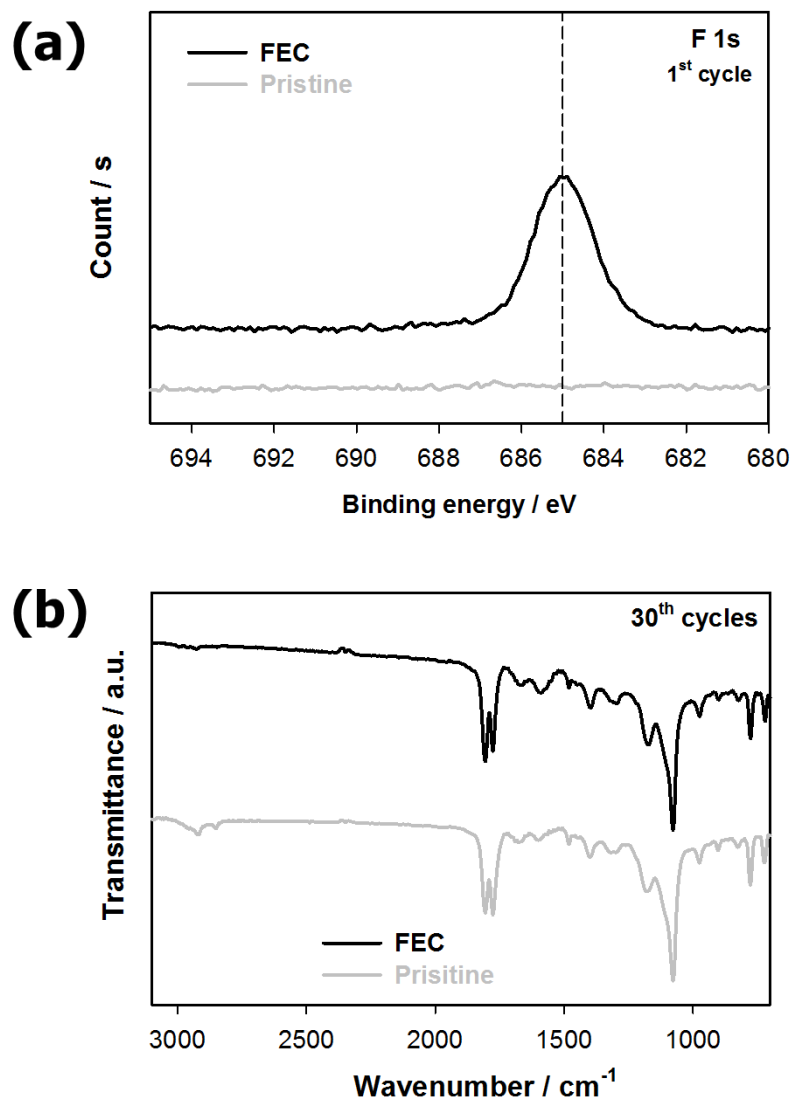 (a)
FEC
Pristine
F 1s
1st cycle
Count / s
694 692 690 688 686 684 682 680
Binding energy / eV
(b)
30th cycles
Transmittance / a.u.
FEC
Prisitine
3000 2500 2000 1500 1000
Wavenumber / cm-1